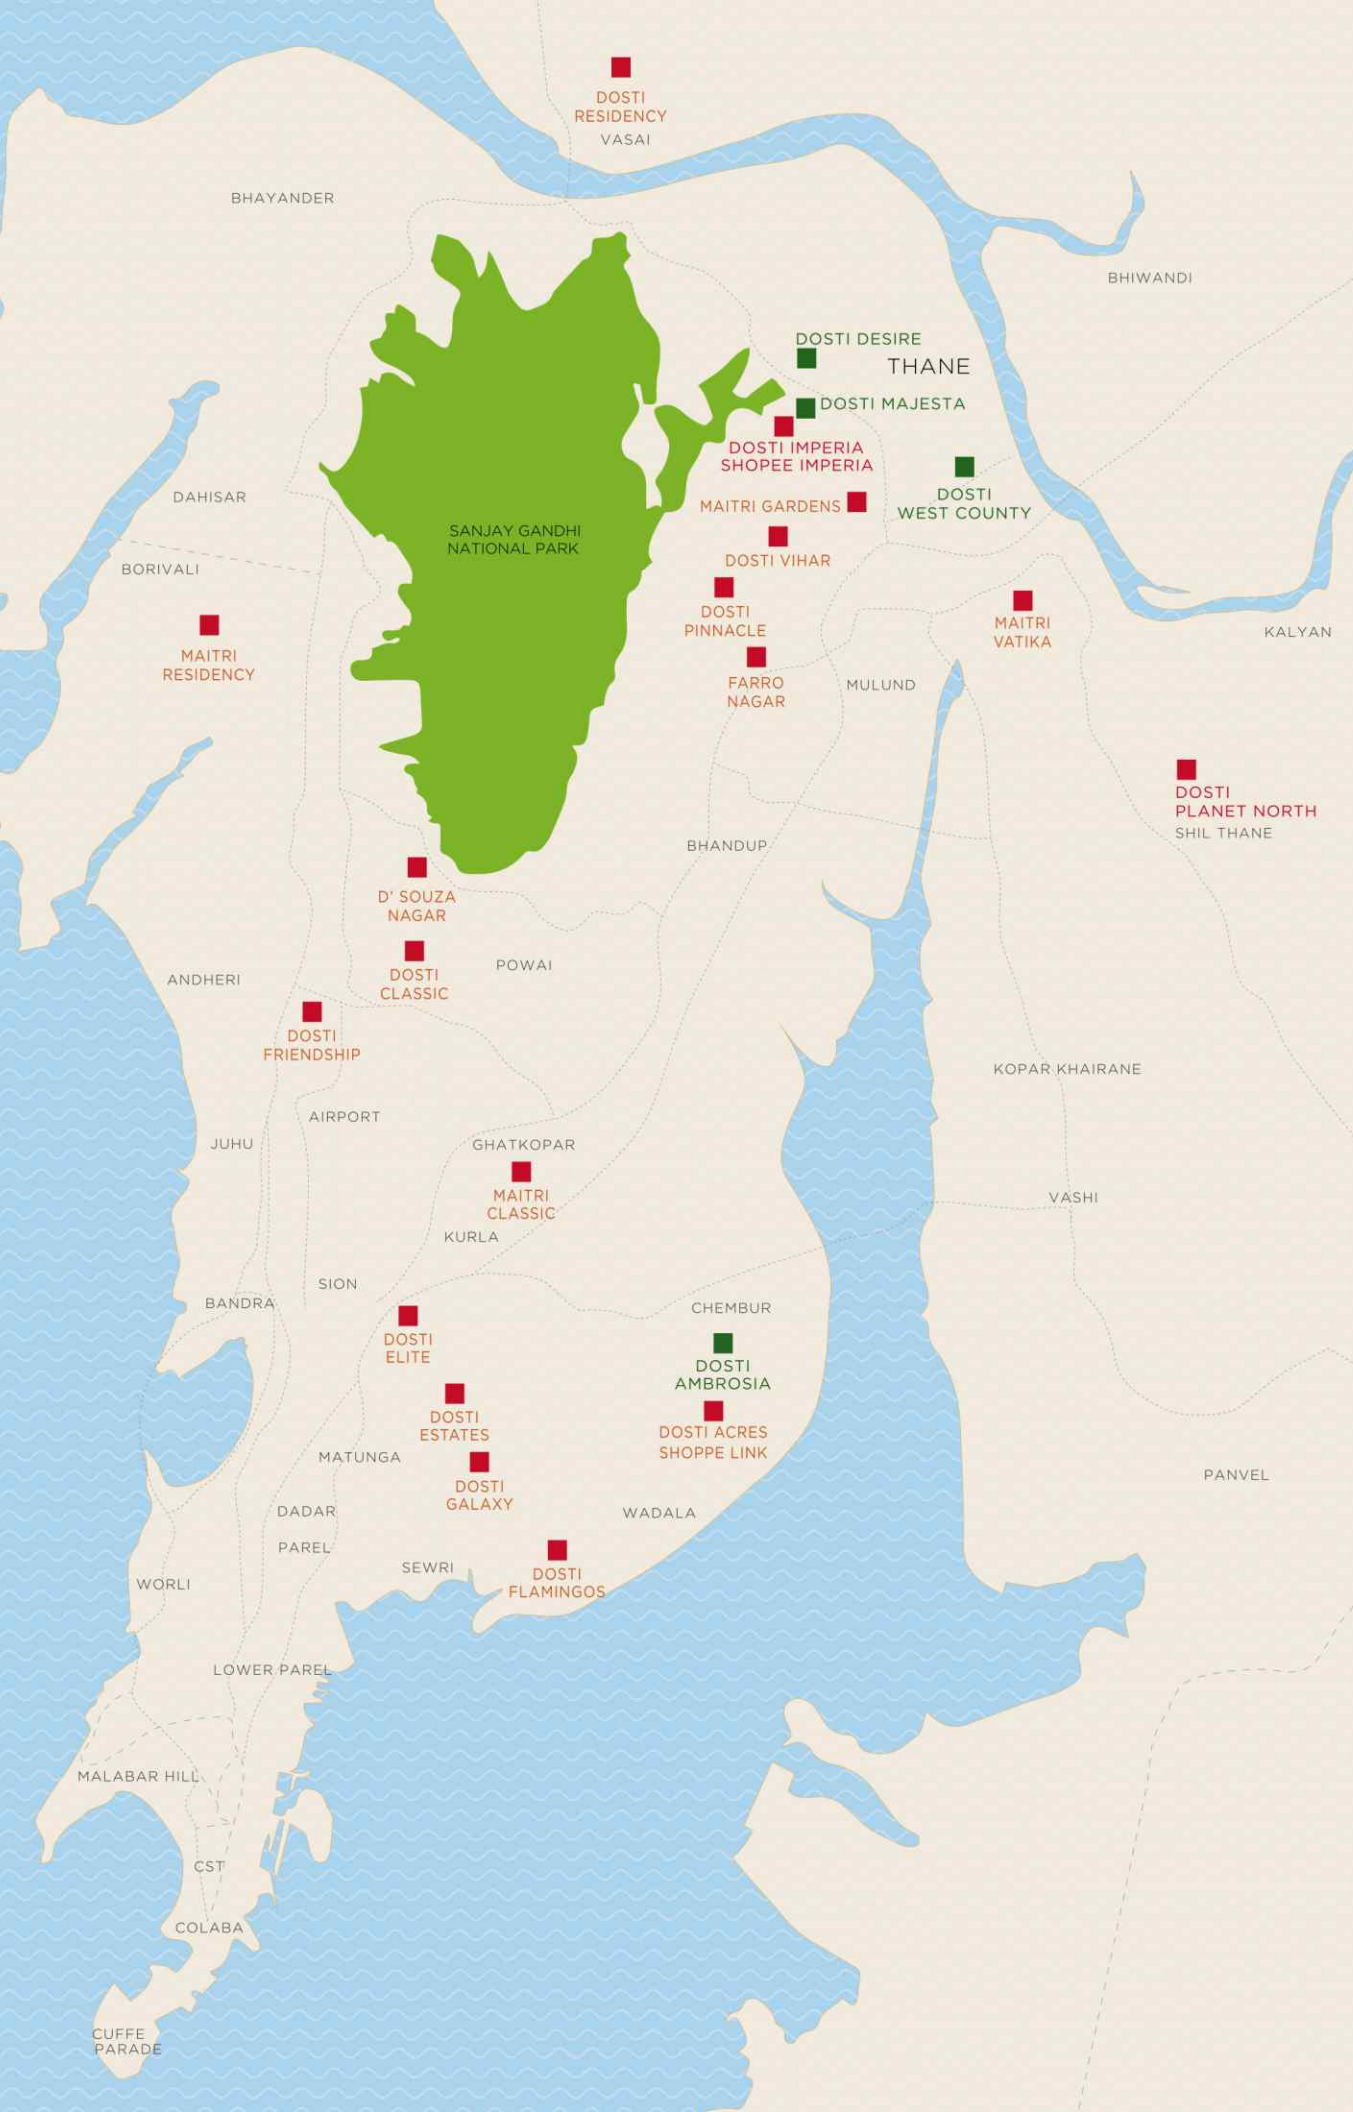 DOSTI
RESIDENCY
VASAI
BHAYANDER
BHIWANDI
DOSTI DESIRE
THANE
DOSTI MAJESTA
DOSTI IMPERIA
SHOPEE IMPERIA
DOSTI
WEST COUNTY
DAHISAR
MAITRI GARDENS
SANJAY GANDHI
NATIONAL PARK
DOSTI VIHAR
BORIVALI
DOSTI
PINNACLE
MAITRI
VATIKA
KALYAN
MAITRI
RESIDENCY
FARRO
NAGAR
MULUND
DOSTI
PLANET NORTH
SHIL THANE
BHANDUP
D' SOUZA
NAGAR
POWAI
ANDHERI
DOSTI
CLASSIC
DOSTI
FRIENDSHIP
KOPAR KHAIRANE
AIRPORT
JUHU
GHATKOPAR
MAITRI
CLASSIC
VASHI
KURLA
SION
BANDRA
CHEMBUR
DOSTI
ELITE
DOSTI
AMBROSIA
DOSTI
ESTATES
DOSTI ACRES
SHOPPE LINK
MATUNGA
PANVEL
DOSTI
GALAXY
DADAR
WADALA
PAREL
SEWRI
DOSTI
FLAMINGOS
WORLI
LOWER PAREL
MALABAR HILL
CST
COLABA
CUFFE
PARADE